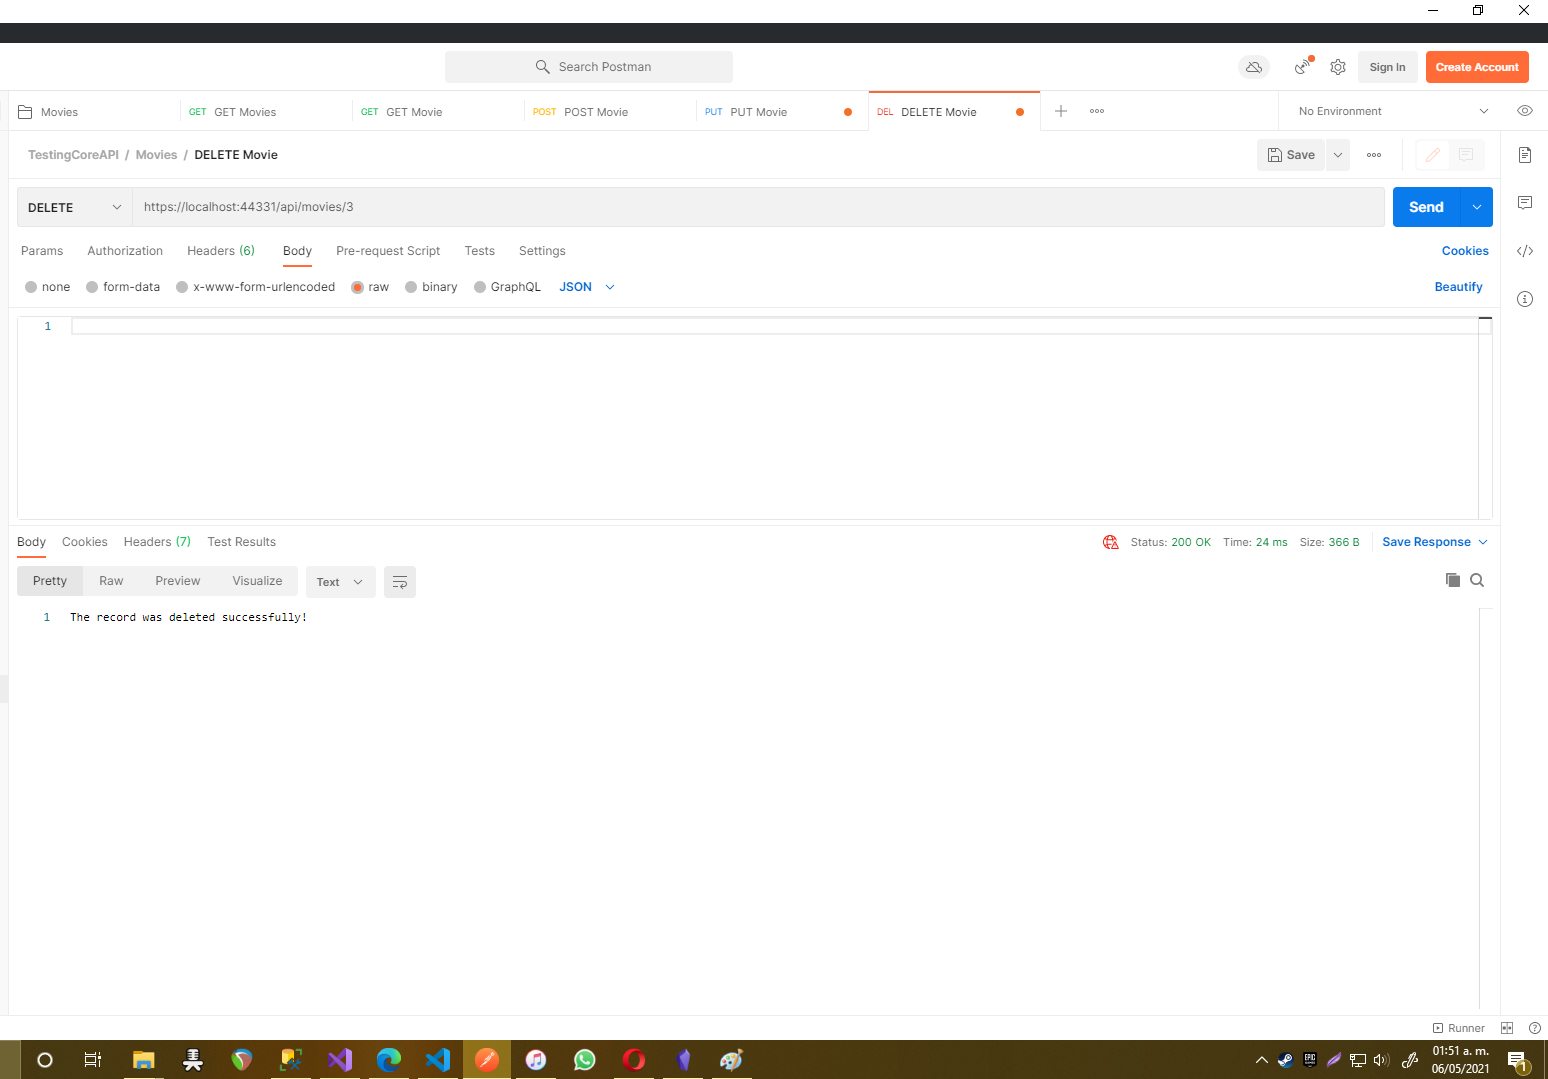 Search Postman
Sign In
Create Account
Movies
GET GET Movies
GET GET Movie
POST POST Movie
PUT PUT Movie
DEL DELETE Movie
No Environment
TestingCoreAPI / Movies / DELETE Movie
Save
DELETE
https://localhost:44331/api/movies/3
Send
Params Authorization Headers (6) Body Pre-request Script Tests Settings
Cookies
none form-data x-www-form-urlencoded raw binary GraphQL JSON
Beautify
1
Body Cookies Headers (7) Test Results
Status: 200 OK Time: 24 ms Size: 366 B
Save Response
Pretty Raw Preview Visualize Text
1 The record was deleted successfully!
Runner
EPIC
01:51 a. m.
06/05/2021
1